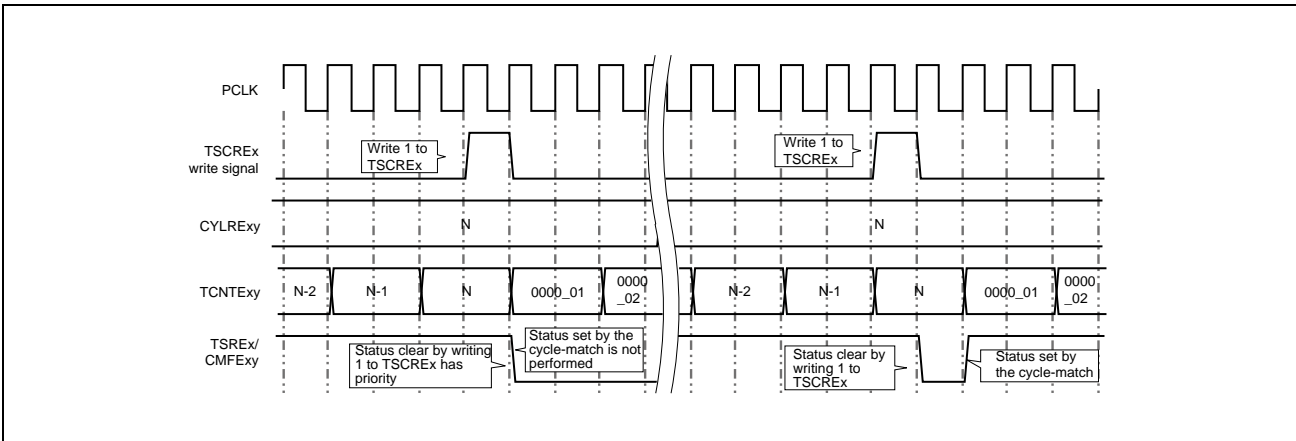 PCLK
TSCREx
write signal
Write 1 to
TSCREx
Write 1 to
TSCREx
CYLRExy
N
N
TCNTExy
N-2
N-1
N
0000_01
0000
_02
N-2
N-1
N
0000_01
0000
_02
TSREx/
CMFExy
Status clear by writing
1 to TSCREx has
priority
Status set by the
cycle-match is not
performed
Status clear by
writing 1 to
TSCREx
Status set by
the cycle-match